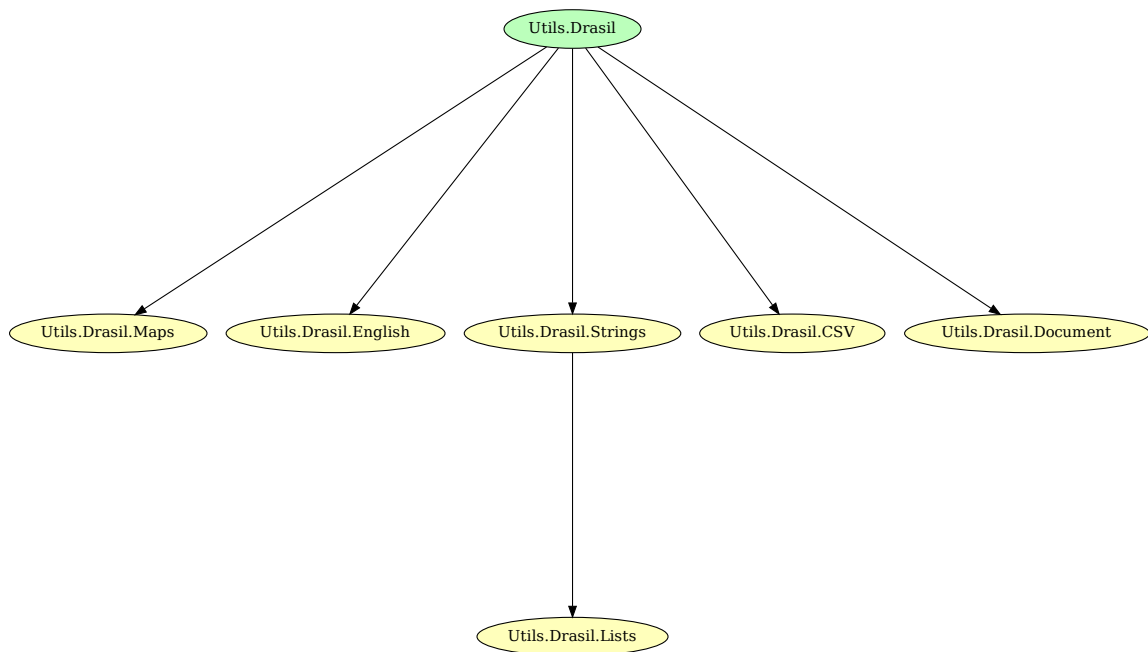 Utils.Drasil
Utils.Drasil.Maps
Utils.Drasil.English
Utils.Drasil.Strings
Utils.Drasil.CSV
Utils.Drasil.Document
Utils.Drasil.Lists